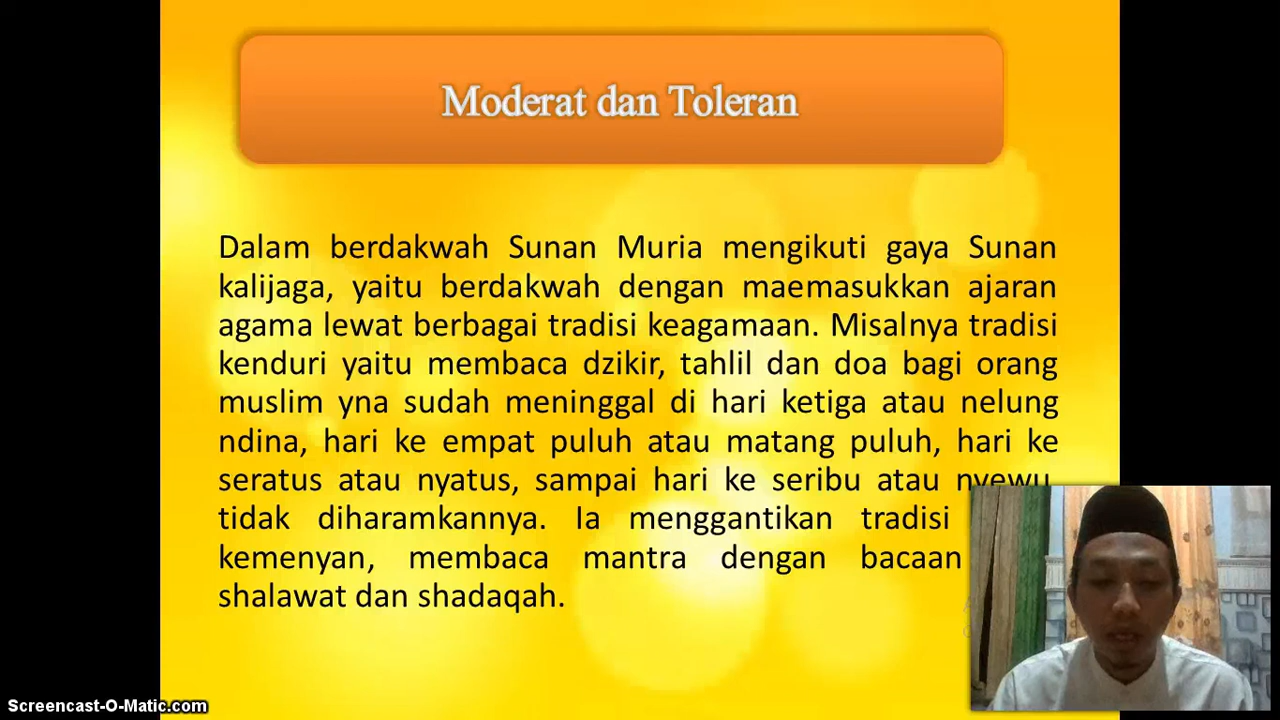 Moderat dan Toleran
Dalam berdakwah Sunan Muria mengikuti gaya Sunan
kalijaga, yaitu berdakwah dengan maemasukkan ajaran
agama lewat berbagai tradisi keagamaan. Misalnya tradisi
kenduri yaitu membaca dzikir, tahlil dan doa bagi orang
muslim yna sudah meninggal di hari ketiga atau nelung
ndina, hari ke empat puluh atau matang puluh, hari ke
seratus atau nyatus, sampai hari ke seribu atau nyewu,
tidak diharamkannya. Ia menggantikan tradisi
kemenyan, membaca mantra dengan bacaan
shalawat dan shadaqah.
Screencast-O-Matic.com